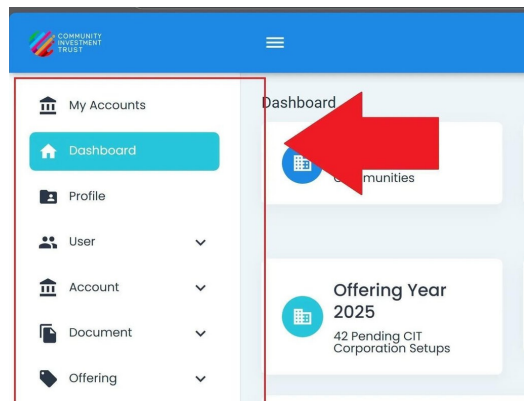 COMMUNITY
INVESTMENT
TRUST
My Accounts
Dashboard
Profile
User
Account
Document
Offering
Dashboard
Offering Year
2025
42 Pending CIT
Corporation Setups